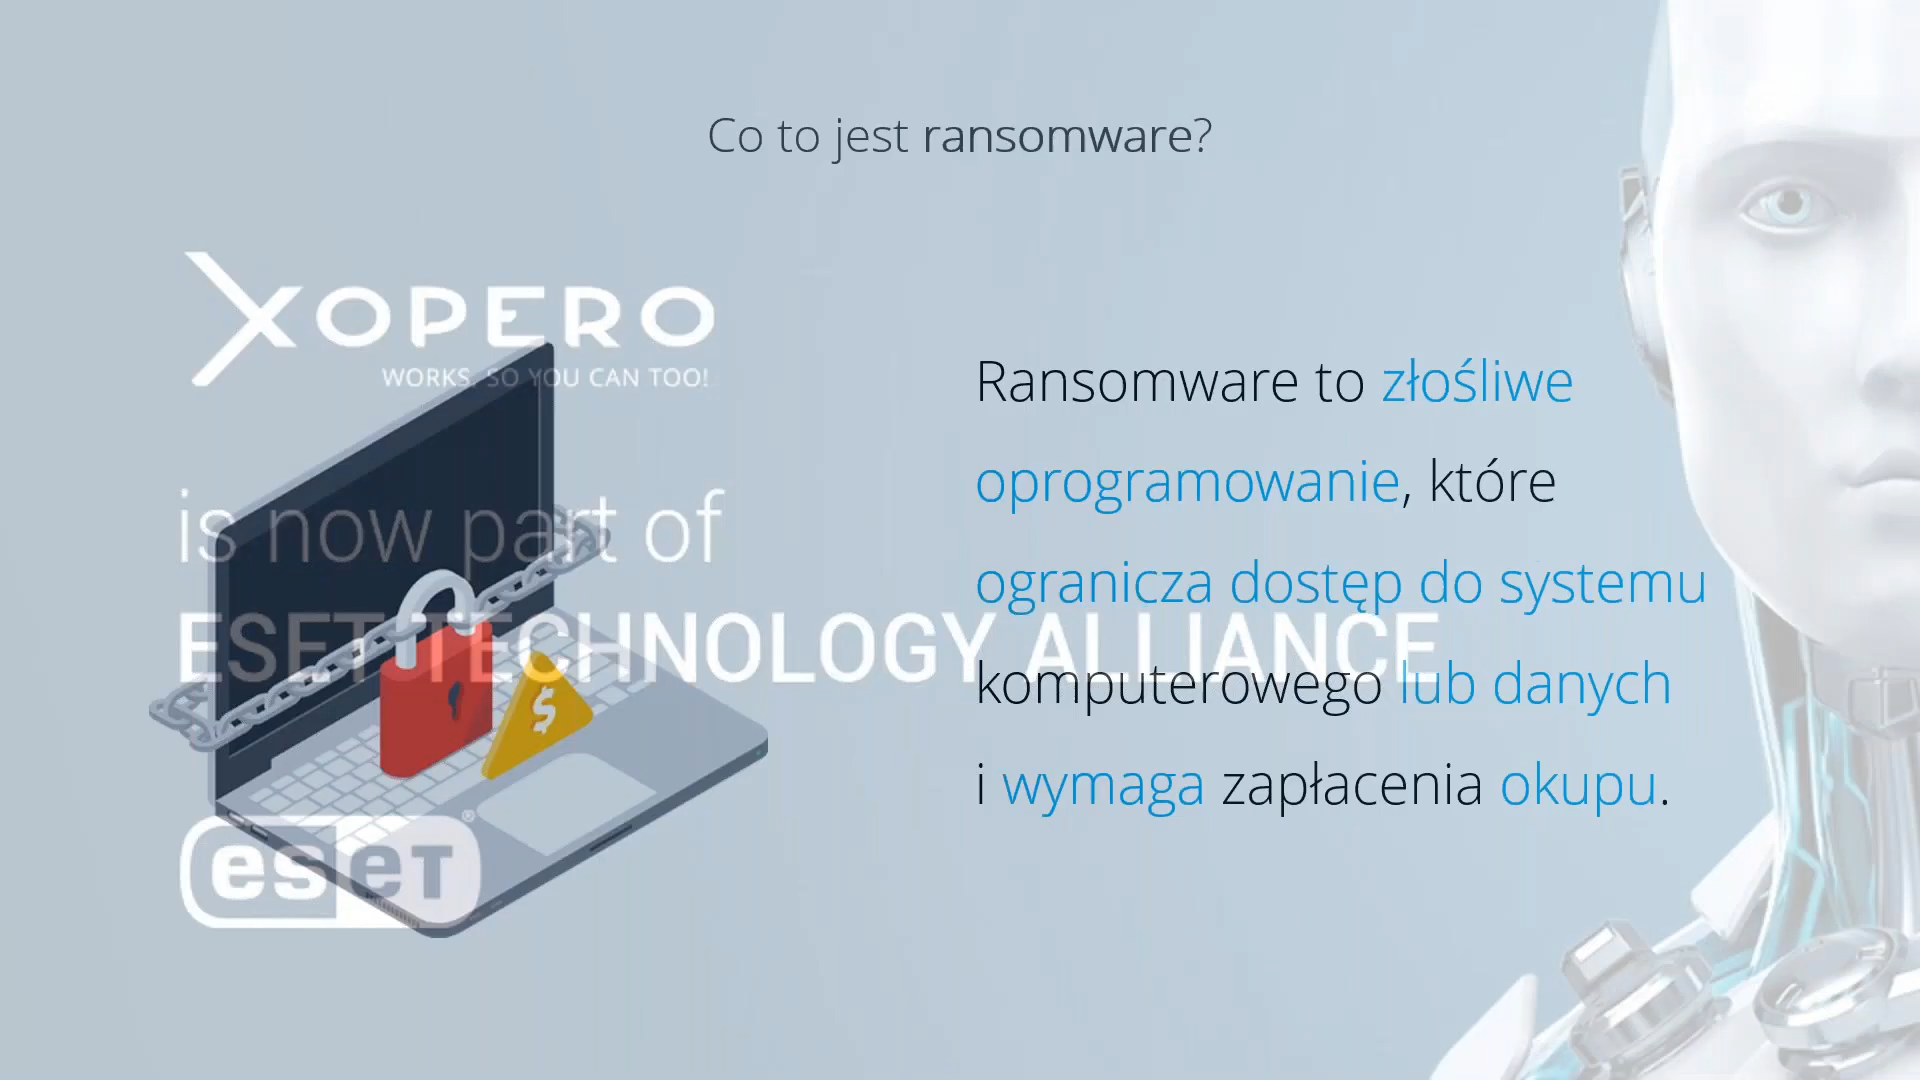 Co to jest ransomware?
XOPERO
WORKS, SO YOU CAN TOO!
is now part of
ESET TECHNOLOGY ALLIANCE
eseT
®
Ransomware to złośliwe
oprogramowanie, które
ogranicza dostęp do systemu
komputerowego lub danych
i wymaga zapłacenia okupu.
$